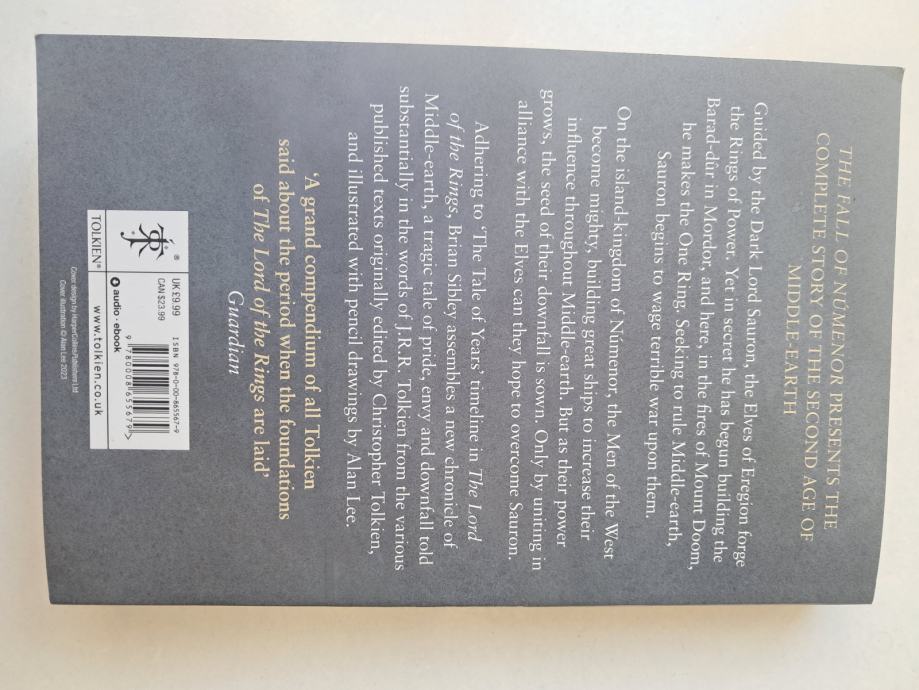 THE FALL OF NÚMENOR PRESENTS THE
COMPLETE STORY OF THE SECOND AGE OF
MIDDLE-EARTH
Guided by the Dark Lord Sauron, the Elves of Eregion forge
the Rings of Power. Yet in secret he has begun building the
Barad-dûr in Mordor, and here, in the fires of Mount Doom,
he makes the One Ring. Seeking to rule Middle-earth,
Sauron begins to wage terrible war upon them.
On the island-kingdom of Númenor, the Men of the West
become mighty, building great ships to increase their
influence throughout Middle-earth. But as their power
grows, the seed of their downfall is sown. Only by uniting in
alliance with the Elves can they hope to overcome Sauron.
Adhering to ‘The Tale of Years’ timeline in The Lord
of the Rings, Brian Sibley assembles a new chronicle of
Middle-earth, a tragic tale of pride, envy and downfall told
substantially in the words of J.R.R. Tolkien from the various
published texts originally edited by Christopher Tolkien,
and illustrated with pencil drawings by Alan Lee.
‘A grand compendium of all Tolkien
said about the period when the foundations
of The Lord of the Rings are laid’
Guardian
®
TOLKIEN®
UK £9.99
CAN $23.99
audio · ebook
ISBN 978-0-00-865567-9
9 780008 655679 >
www.tolkien.co.uk
Cover design by HarperCollinsPublishers Ltd
Cover illustration © Alan Lee 2023